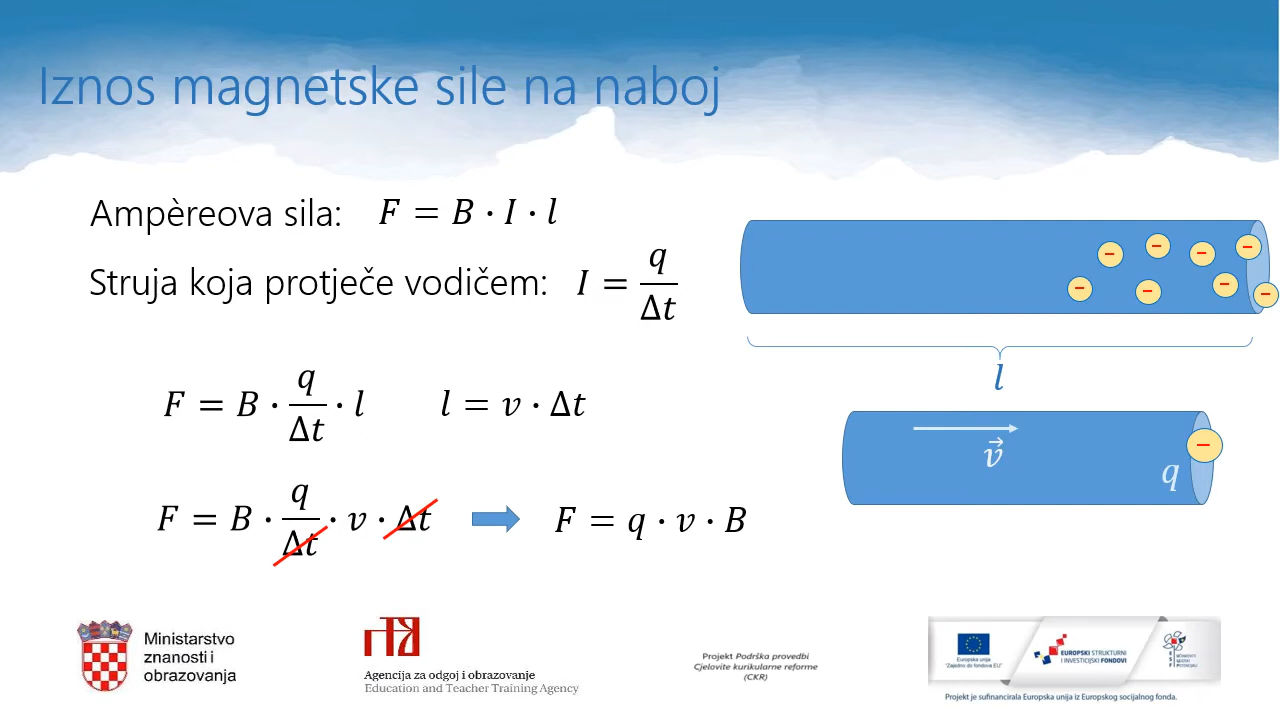 Iznos magnetske sile na naboj
Ampèreova sila: F = B · I · l
Struja koja protječe vodičem: I = q/Δt
l
F = B · q/Δt · l
l = v · Δt
v⃗
q
F = B · q/Δt · v · Δt
F = q · v · B
Ministarstvo
znanosti i
obrazovanja
Agencija za odgoj i obrazovanje
Education and Teacher Training Agency
Projekt Podrška provedbi
Cjelovite kurikularne reforme
(CKR)
Europska unija
"Zajedno do fondova EU"
EUROPSKI STRUKTURNI
I INVESTICIJSKI FONDOVI
Projekt je sufinancirala Europska unija iz Europskog socijalnog fonda.